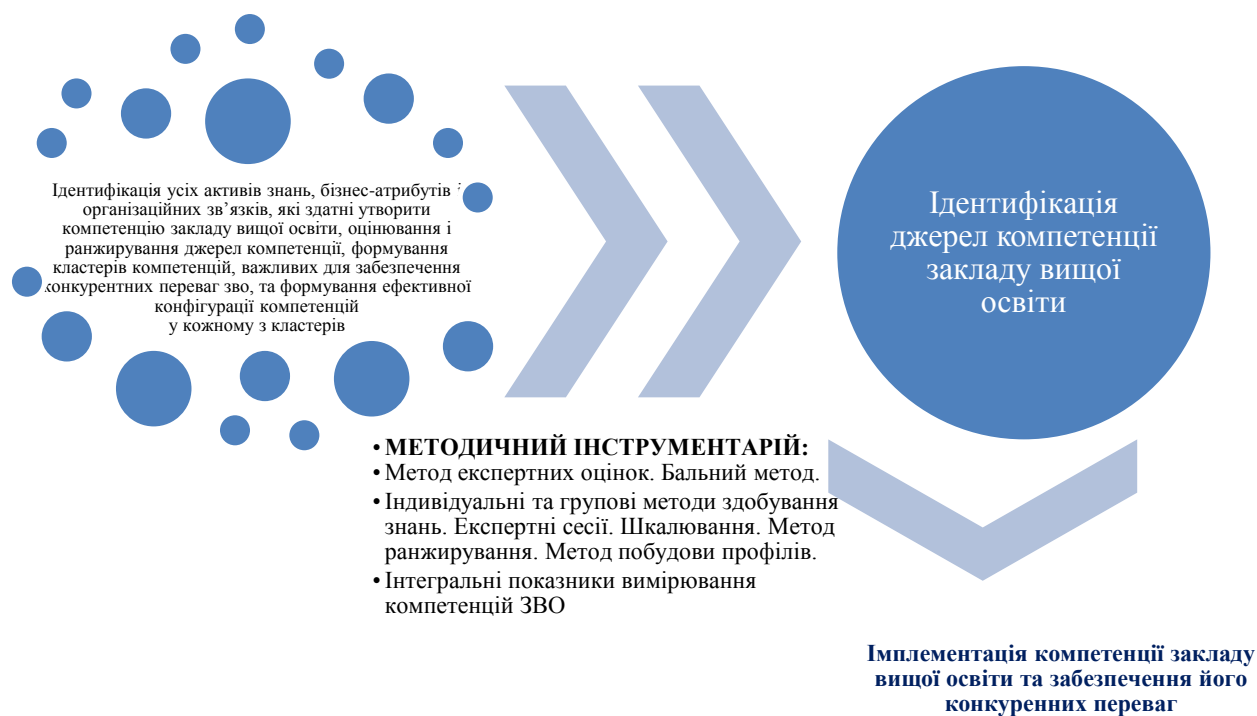 Ідентифікація усіх активів знань, бізнес-атрибутів і
організаційних зв’язків, які здатні утворити
компетенцію закладу вищої освіти, оцінювання і
ранжирування джерел компетенції, формування
кластерів компетенцій, важливих для забезпечення
конкурентних переваг зво, та формування ефективної
конфігурації компетенцій
у кожному з кластерів
Ідентифікація
джерел компетенції
закладу вищої
освіти
• МЕТОДИЧНИЙ ІНСТРУМЕНТАРІЙ:
• Метод експертних оцінок. Бальний метод.
• Індивідуальні та групові методи здобування
знань. Експертні сесії. Шкалювання. Метод
ранжирування. Метод побудови профілів.
• Інтегральні показники вимірювання
компетенцій ЗВО
Імплементація компетенції закладу
вищої освіти та забезпечення його
конкуренних переваг